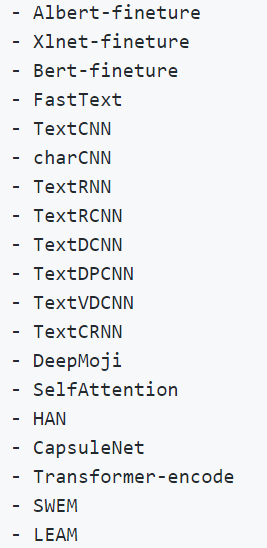 - Albert-fineture
- Xlnet-fineture
- Bert-fineture
- FastText
- TextCNN
- charCNN
- TextRNN
- TextRCNN
- TextDCNN
- TextDPCNN
- TextVDCNN
- TextCRNN
- DeepMoji
- SelfAttention
- HAN
- CapsuleNet
- Transformer-encode
- SWEM
- LEAM